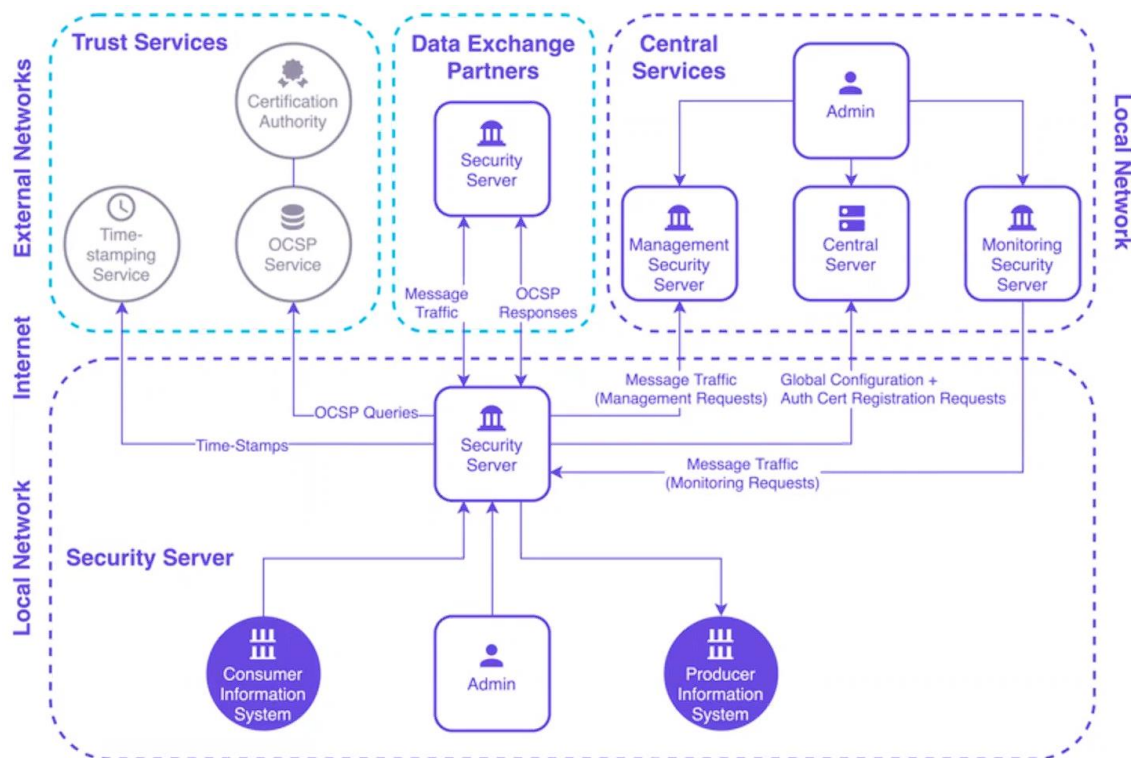 Trust Services
Certification
Authority
Time-
stamping
Service
OCSP
Service
Data Exchange
Partners
Security
Server
Message
Traffic
OCSP
Responses
Central
Services
Admin
Management
Security
Server
Central
Server
Monitoring
Security
Server
External Networks
Internet
Local Network
Local Network
OCSP Queries
Time-Stamps
Security
Server
Message Traffic
(Management Requests)
Global Configuration +
Auth Cert Registration Requests
Message Traffic
(Monitoring Requests)
Security Server
Consumer
Information
System
Admin
Producer
Information
System